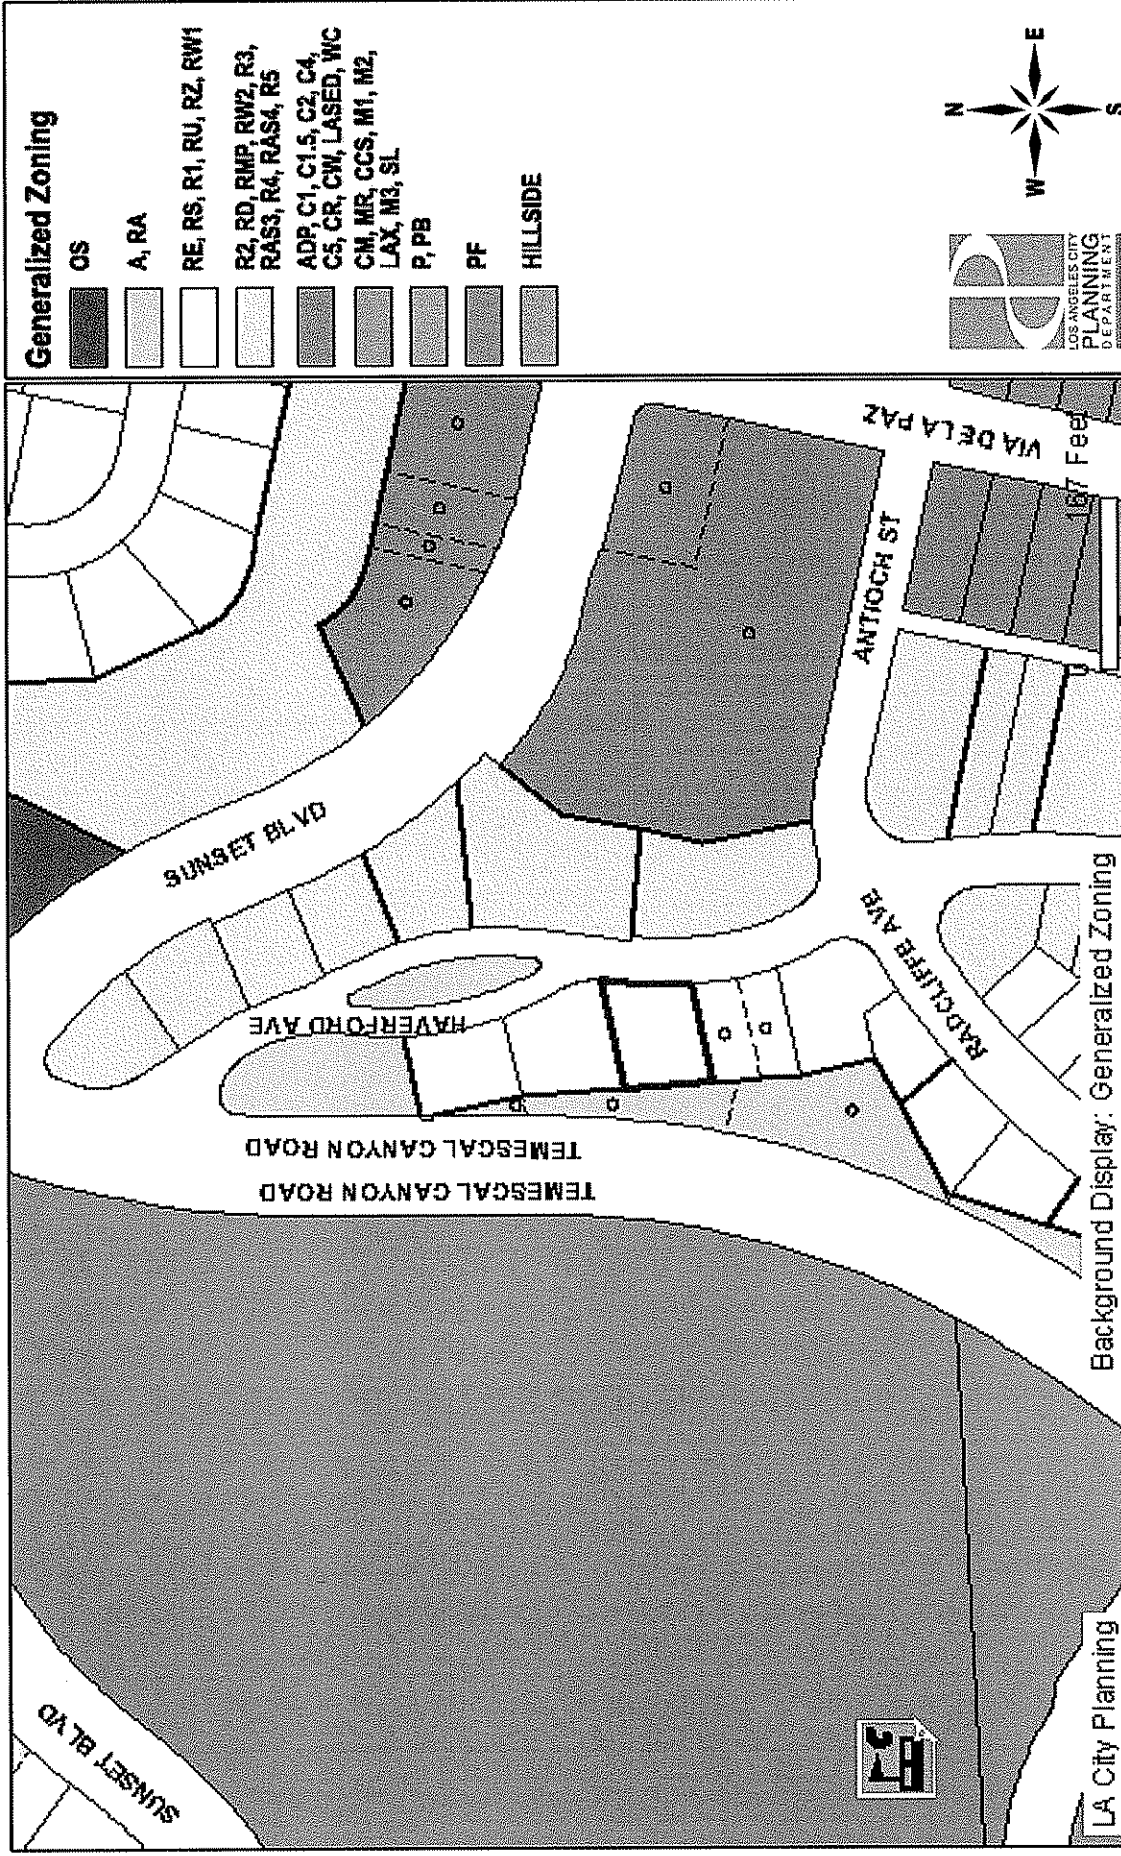 Generalized Zoning
OS
A, RA
RE, RS, R1, RU, RZ, RW1
R2, RD, RMP, RW2, R3,
RAS3, R4, RAS4, R5
ADP, C1, C1.5, C2, C4,
C5, CR, CW, LASED, WC
CM, MR, CCS, M1, M2,
LAX, M3, SL
P, PB
PF
HILLSIDE
LOS ANGELES CITY
PLANNING
DEPARTMENT
N
W
E
S
SUNSET BLVD
SUNSET BLVD
HAVERFORD AVE
TEMESCAL CANYON ROAD
TEMESCAL CANYON ROAD
RADCLIFFE AVE
ANTIOCH ST
VIA DE LA PAZ
167 Feet
LA City Planning
Background Display: Generalized Zoning